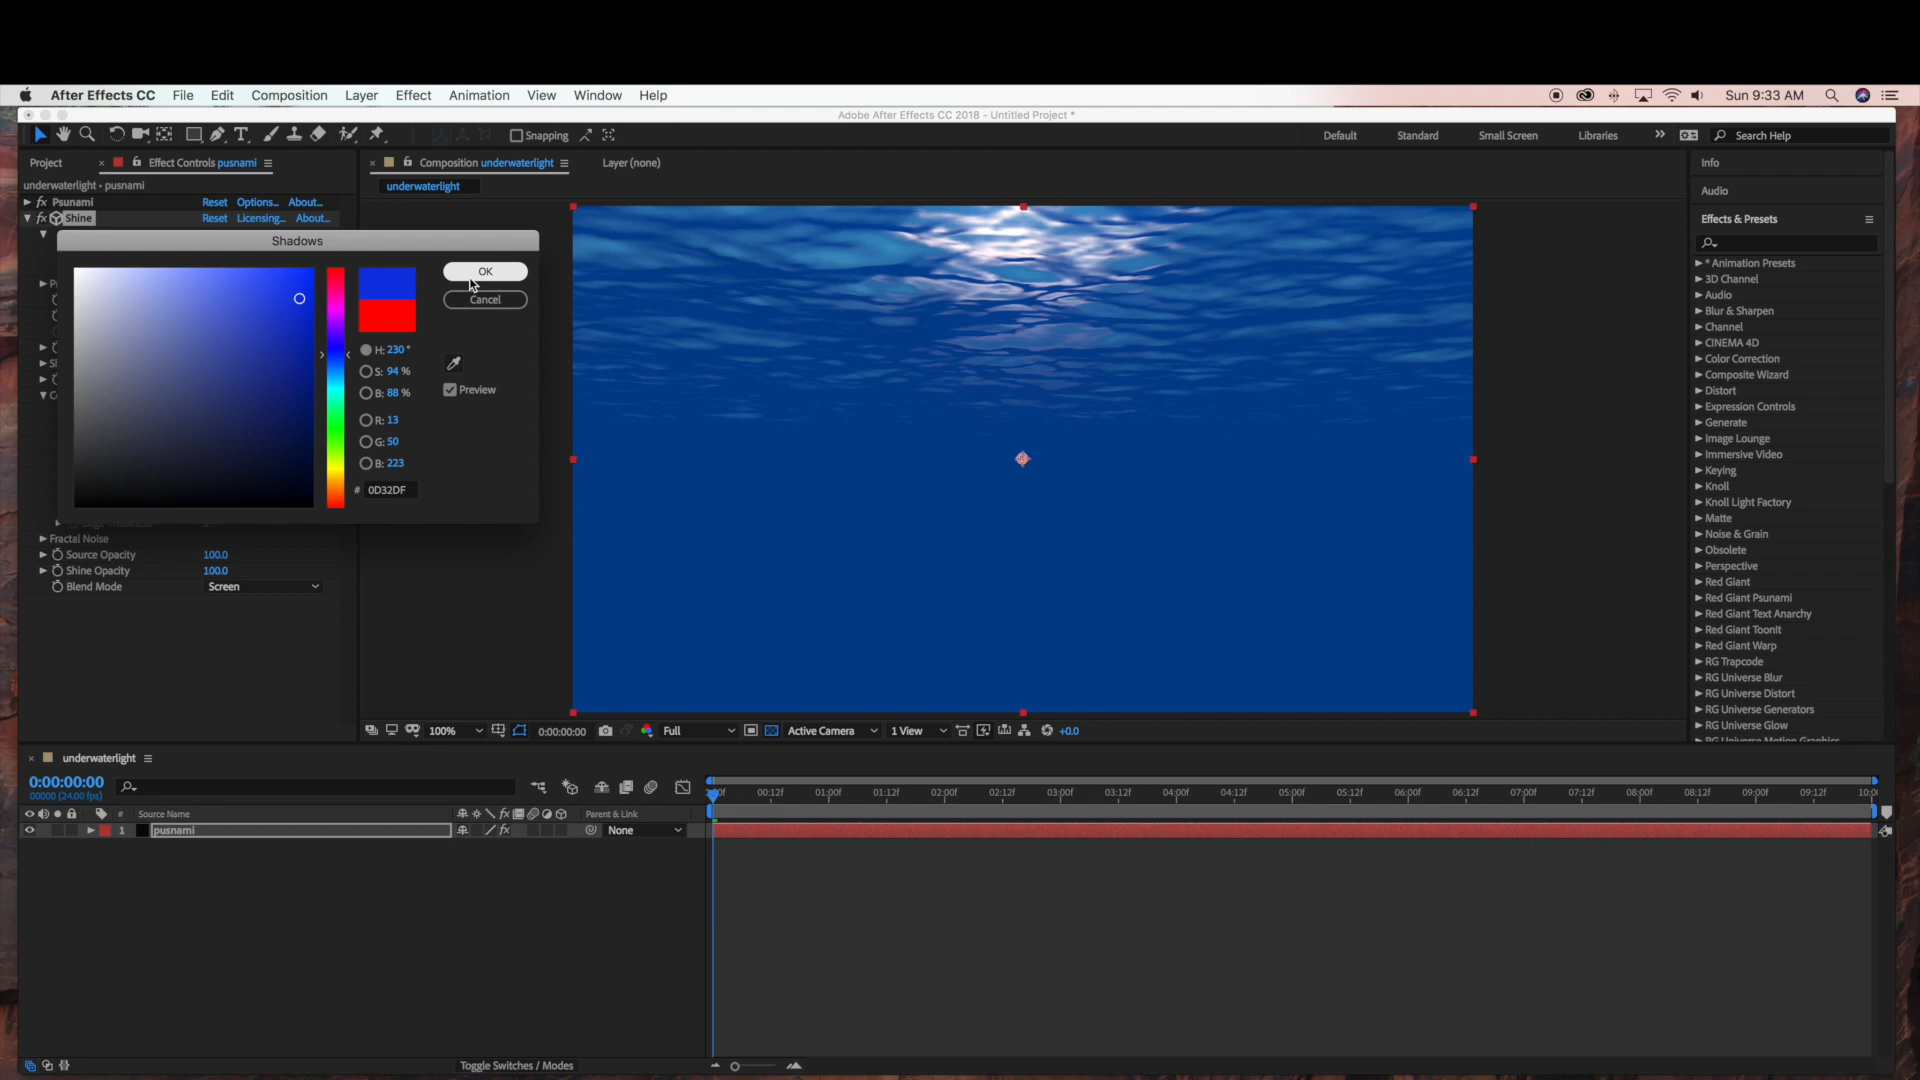 After Effects CC File Edit Composition Layer Effect Animation View Window Help Sun 9:33 AM
Adobe After Effects CC 2018 - Untitled Project *
Snapping Default Standard Small Screen Libraries Search Help
Project Effect Controls pusnami Composition underwaterlight Layer (none) Info
underwaterlight • pusnami underwaterlight
Audio
Psunami Reset Options... About...
Shine Reset Licensing... About...
Effects & Presets
Shadows
OK
Cancel
H: 230 °
S: 94 %
B: 88 %
Preview
R: 13
G: 50
B: 223
# 0D32DF
Fractal Noise
Source Opacity 100.0
Shine Opacity 100.0
Blend Mode Screen
* Animation Presets
3D Channel
Audio
Blur & Sharpen
Channel
CINEMA 4D
Color Correction
Composite Wizard
Distort
Expression Controls
Generate
Image Lounge
Immersive Video
Keying
Knoll
Knoll Light Factory
Matte
Noise & Grain
Obsolete
Perspective
Red Giant
Red Giant Psunami
Red Giant Text Anarchy
Red Giant ToonIt
Red Giant Warp
RG Trapcode
RG Universe Blur
RG Universe Distort
RG Universe Generators
RG Universe Glow
RG Universe Motion Graphics
100% 0:00:00:00 Full Active Camera 1 View +0.0
underwaterlight
0:00:00:00
00000 (24.00 fps)
00:12f 01:00f 01:12f 02:00f 02:12f 03:00f 03:12f 04:00f 04:12f 05:00f 05:12f 06:00f 06:12f 07:00f 07:12f 08:00f 08:12f 09:00f 09:12f
Source Name Parent & Link
1 pusnami None
Toggle Switches / Modes